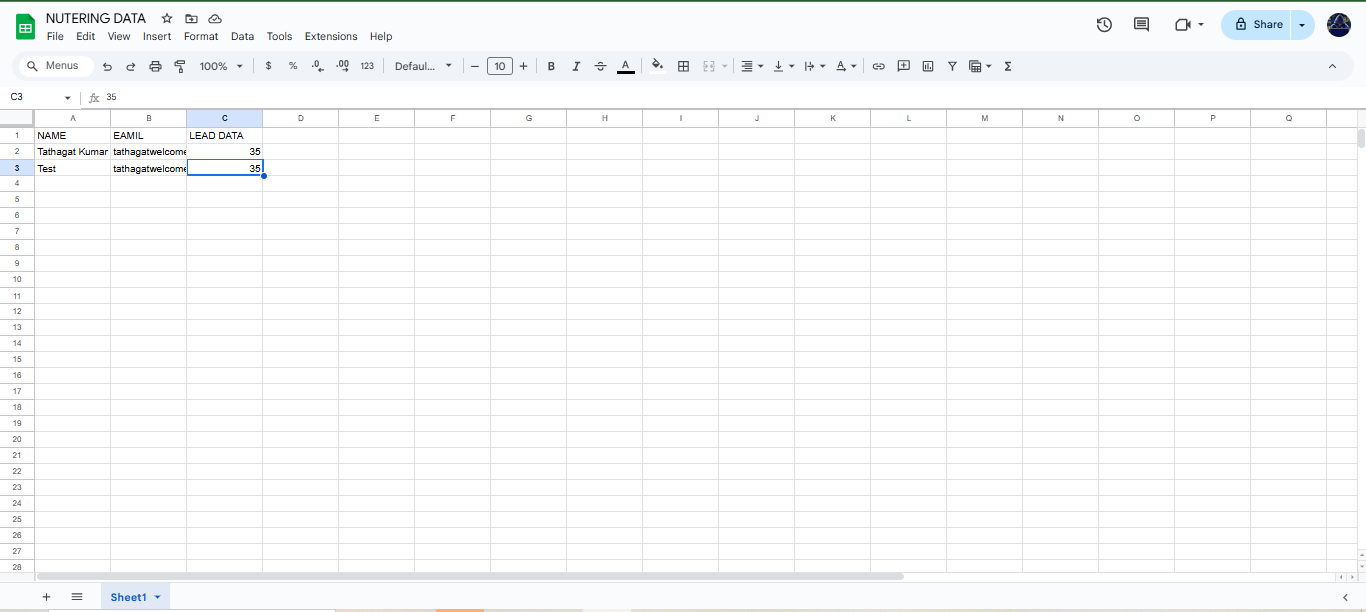 NUTERING DATA
File Edit View Insert Format Data Tools Extensions Help
Share
Menus 100% $ % .0 .00 123 Defaul... 10 B I S A Σ
C3 fx 35
A B C D E F G H I J K L M N O P Q
1 NAME EAMIL LEAD DATA
2 Tathagat Kumar tathagatwelcome 35
3 Test tathagatwelcome 35
4
5
6
7
8
9
10
11
12
13
14
15
16
17
18
19
20
21
22
23
24
25
26
27
28
Sheet1